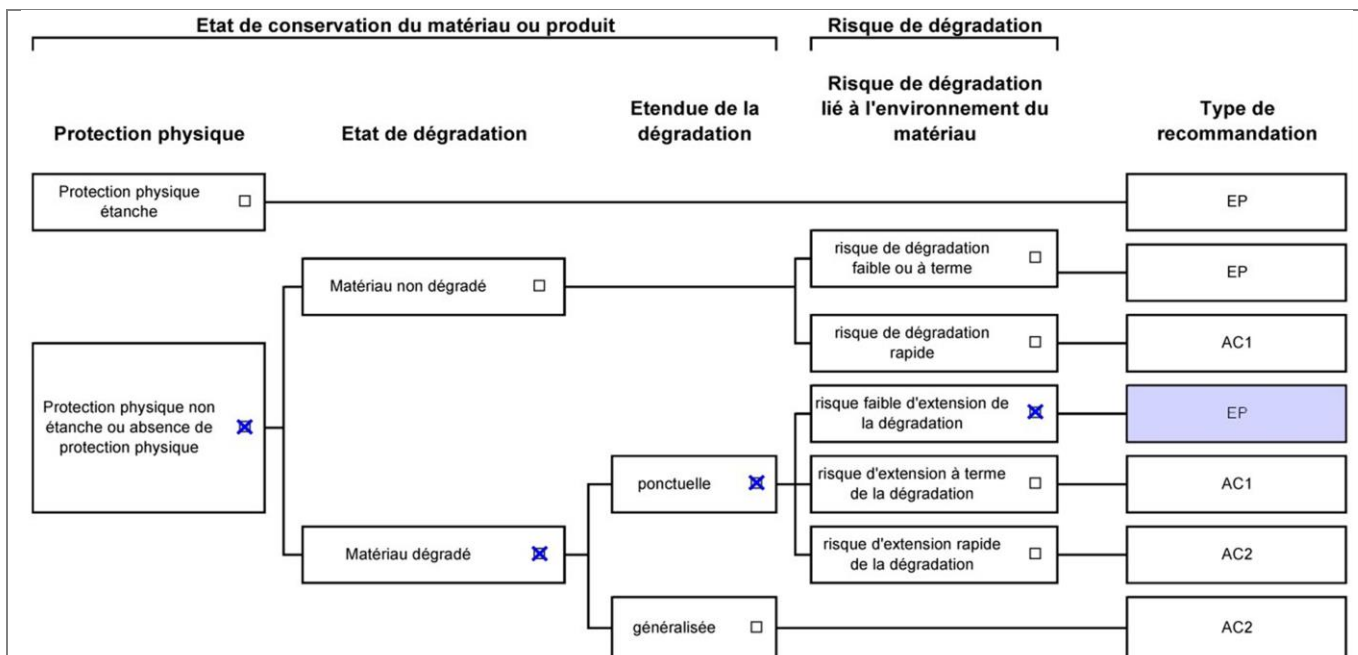 Etat de conservation du matériau ou produit
Risque de dégradation
Protection physique
Etat de dégradation
Etendue de la
dégradation
Risque de dégradation
lié à l'environnement du
matériau
Type de
recommandation
Protection physique
étanche
EP
risque de dégradation
faible ou à terme
EP
Matériau non dégradé
risque de dégradation
rapide
AC1
Protection physique non
étanche ou absence de
protection physique
risque faible d'extension de
la dégradation
EP
ponctuelle
risque d'extension à terme
de la dégradation
AC1
Matériau dégradé
risque d'extension rapide
de la dégradation
AC2
généralisée
AC2